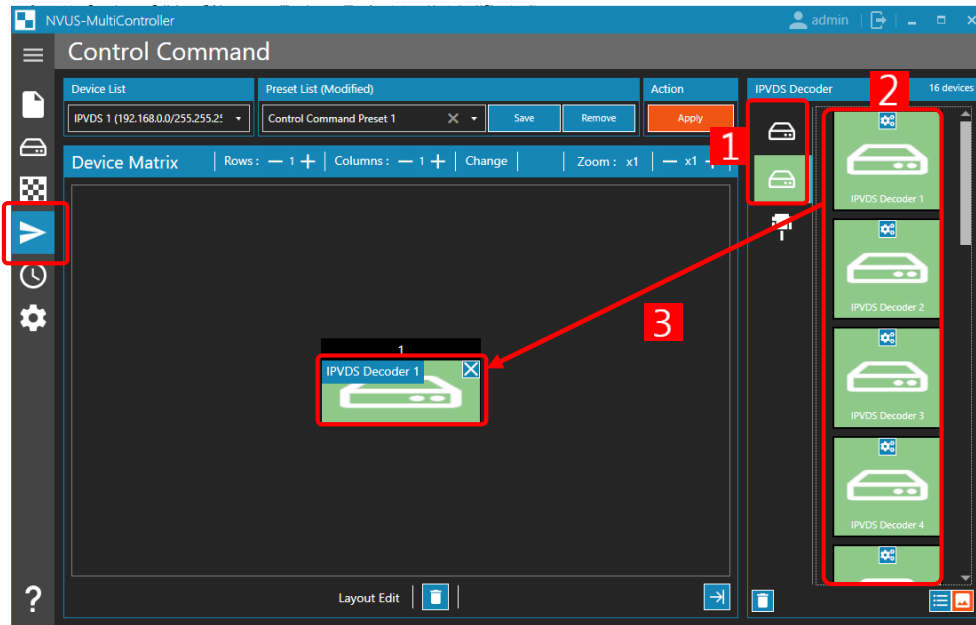 NVUS-MultiController
admin
Control Command
Device List
Preset List (Modified)
Action
IPVDS Decoder
2
16 devices
IPVDS 1 (192.168.0.0/255.255.25
Control Command Preset 1
Save
Remove
Apply
1
Device Matrix
Rows : 1
Columns : 1
Change
Zoom : x1
x1
IPVDS Decoder 1
IPVDS Decoder 2
3
1
IPVDS Decoder 1
IPVDS Decoder 3
IPVDS Decoder 4
Layout Edit
?